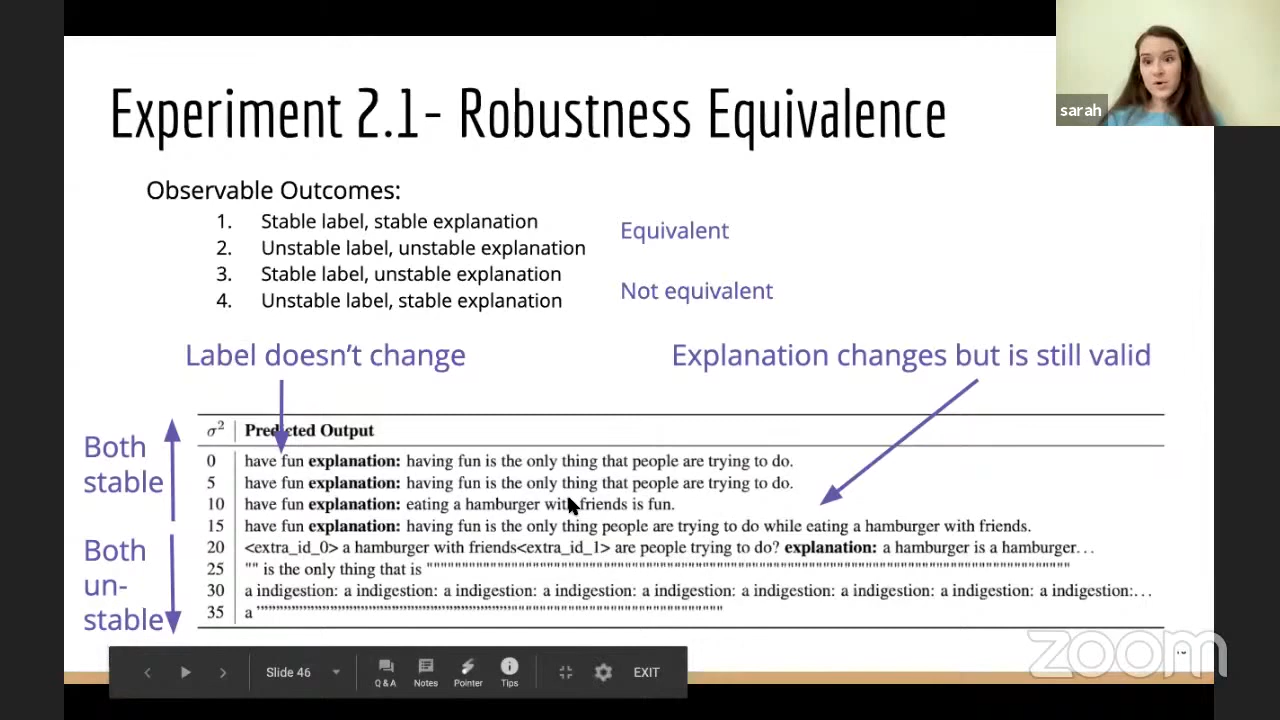 sarah
Experiment 2.1- Robustness Equivalence
Observable Outcomes:
1. Stable label, stable explanation
2. Unstable label, unstable explanation
Equivalent
3. Stable label, unstable explanation
4. Unstable label, stable explanation
Not equivalent
Label doesn't change
Explanation changes but is still valid
Both
stable
Both
un-
stable
σ² Predicted Output
0 have fun explanation: having fun is the only thing that people are trying to do.
5 have fun explanation: having fun is the only thing that people are trying to do.
10 have fun explanation: eating a hamburger with friends is fun.
15 have fun explanation: having fun is the only thing people are trying to do while eating a hamburger with friends.
20 <extra_id_0> a hamburger with friends<extra_id_1> are people trying to do? explanation: a hamburger is a hamburger…
25 "" is the only thing that is
30 a indigestion: a indigestion: a indigestion: a indigestion: a indigestion: a indigestion: a indigestion: a indigestion: a indigestion:…
35 a
Slide 46
Q&A
Notes
Pointer
Tips
EXIT
zoom